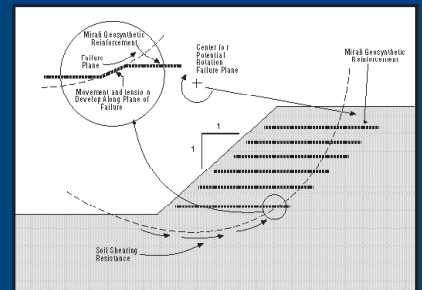 Mirafi Geosynthetic
Reinforcement
Failure
Plane
Movement and tension
Develop Along Plane of
Failure
Center for
Potential
Rotation
Failure Plane
Mirafi Geosynthetic
Reinforcement
1
1
Soil Shearing
Resistance